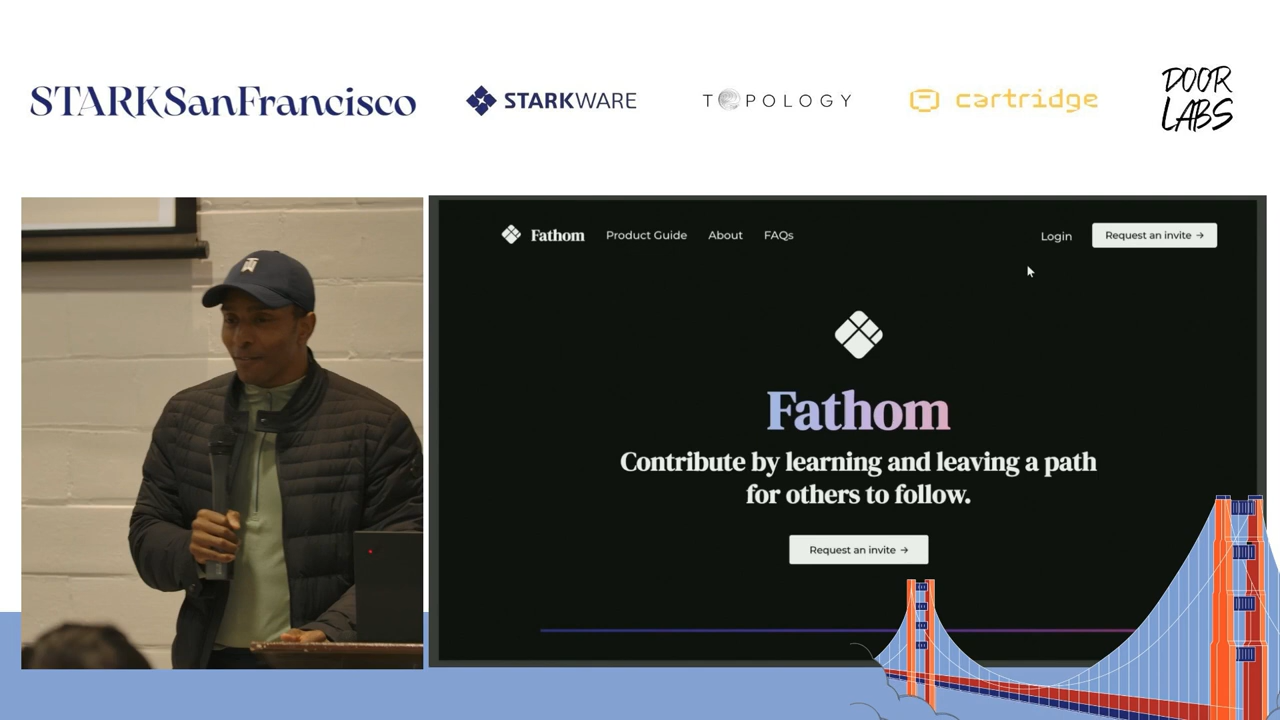 STARKSanFrancisco
STARKWARE
TOPOLOGY
cartridge
DOOR
LABS
Fathom
Product Guide
About
FAQs
Login
Request an invite →
Fathom
Contribute by learning and leaving a path
for others to follow.
Request an invite →